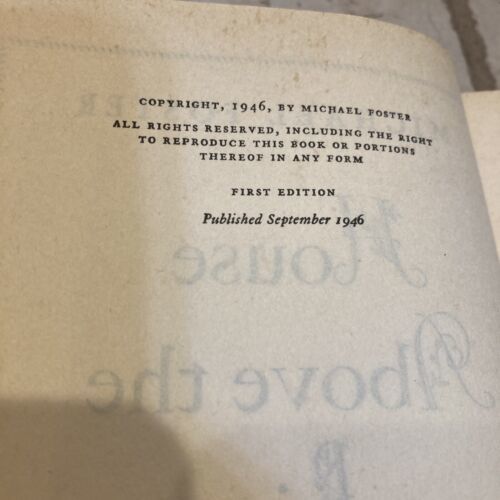 COPYRIGHT, 1946, BY MICHAEL FOSTER
ALL RIGHTS RESERVED, INCLUDING THE RIGHT
TO REPRODUCE THIS BOOK OR PORTIONS
THEREOF IN ANY FORM
FIRST EDITION
Published September 1946
House
Above the
R